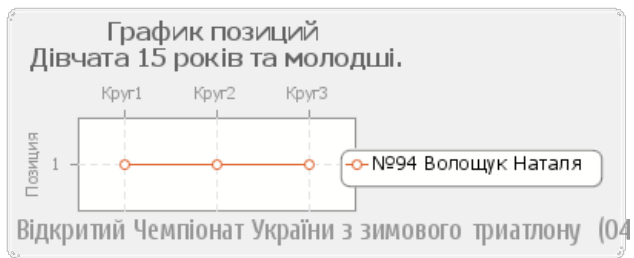 График позиций
Дівчата 15 років та молодші.
Круг1 Круг2 Круг3
Позиция
1
№94 Волощук Наталя
Відкритий Чемпіонат України з зимового триатлону (04